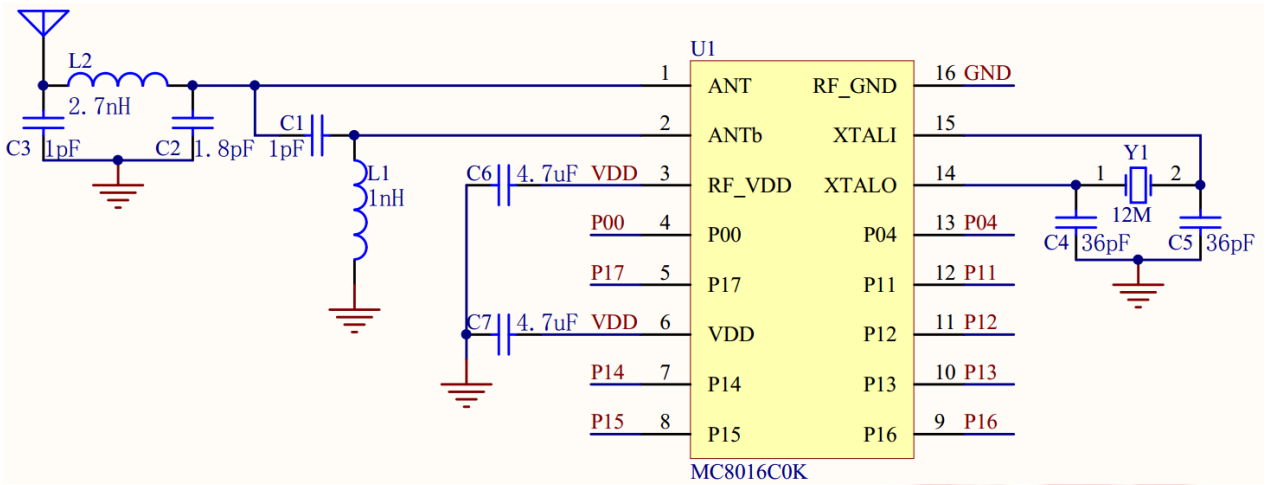 U1
L2
2.7nH
C3
1pF
C2
1.8pF
C1
1pF
L1
1nH
C6
4.7uF
C7
4.7uF
1
ANT
RF_GND
16
GND
2
ANTb
XTALI
15
VDD
3
RF_VDD
XTALO
14
P00
4
P00
P04
13
P04
P17
5
P17
P11
12
P11
VDD
6
VDD
P12
11
P12
P14
7
P14
P13
10
P13
P15
8
P15
P16
9
P16
MC8016C0K
Y1
1
2
12M
C4
36pF
C5
36pF